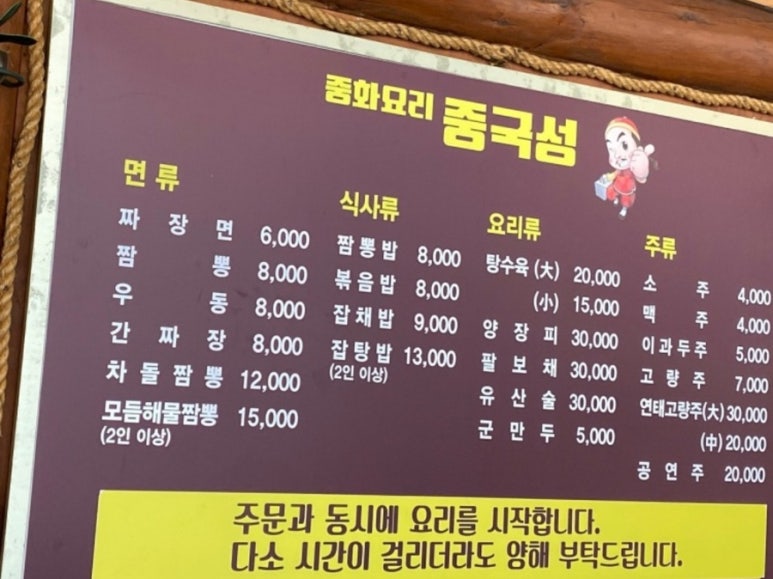 중화요리 중국성
면 류
짜 장 면 6,000
짬 뽕 8,000
우 동 8,000
간 짜 장 8,000
차 돌 짬 뽕 12,000
모듬해물짬뽕 15,000
(2인 이상)
식사류
짬 뽕 밥 8,000
볶 음 밥 8,000
잡 채 밥 9,000
잡 탕 밥 13,000
(2인 이상)
요리류
탕수육 (大) 20,000
(小) 15,000
양 장 피 30,000
팔 보 채 30,000
유 산 술 30,000
군 만 두 5,000
주류
소 주 4,000
맥 주 4,000
이 과 두 주 5,000
고 량 주 7,000
연태고량주(大) 30,000
(中) 20,000
공 연 주 20,000
주문과 동시에 요리를 시작합니다.
다소 시간이 걸리더라도 양해 부탁드립니다.